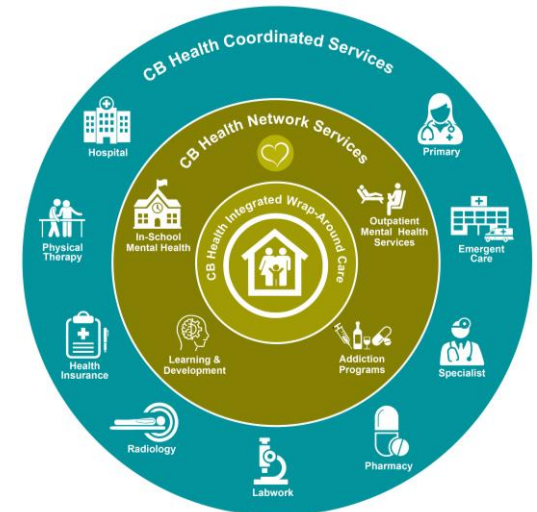 CB Health Coordinated Services
Hospital
Primary
CB Health Network Services
In-School
Mental Health
Outpatient
Mental Health
Services
CB Health Integrated Wrap-Around Care
Physical
Therapy
Emergent
Care
Learning &
Development
Addiction
Programs
Health
Insurance
Specialist
Radiology
Pharmacy
Labwork